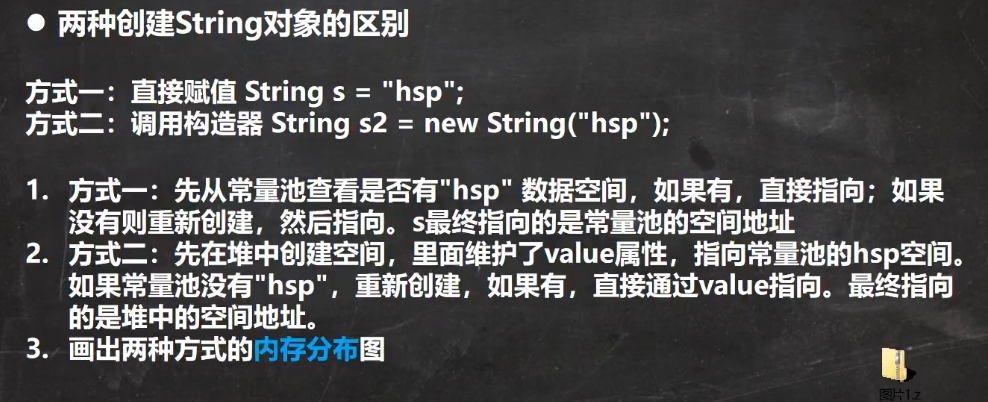 ● 两种创建String对象的区别
方式一：直接赋值 String s = "hsp";
方式二：调用构造器 String s2 = new String("hsp");
1. 方式一：先从常量池查看是否有"hsp" 数据空间，如果有，直接指向；如果
没有则重新创建，然后指向。s最终指向的是常量池的空间地址
2. 方式二：先在堆中创建空间，里面维护了value属性，指向常量池的hsp空间。
如果常量池没有"hsp"，重新创建，如果有，直接通过value指向。最终指向
的是堆中的空间地址。
3. 画出两种方式的内存分布图
图片1.z